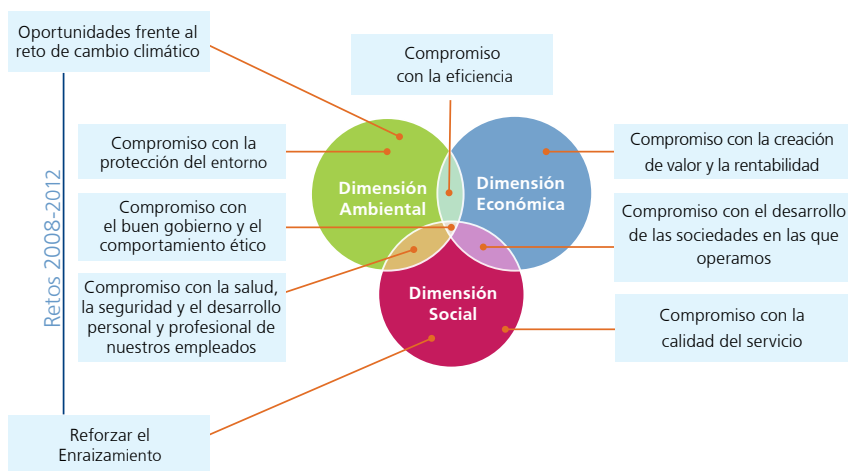 Oportunidades frente al
reto de cambio climático
Compromiso
con la eficiencia
Compromiso con la
protección del entorno
Compromiso con la creación
de valor y la rentabilidad
Dimensión
Ambiental
Dimensión
Económica
Compromiso con
el buen gobierno y el
comportamiento ético
Compromiso con el desarrollo
de las sociedades en las que
operamos
Retos 2008-2012
Compromiso con la salud,
la seguridad y el desarrollo
personal y profesional de
nuestros empleados
Dimensión
Social
Compromiso con la
calidad del servicio
Reforzar el
Enraizamiento